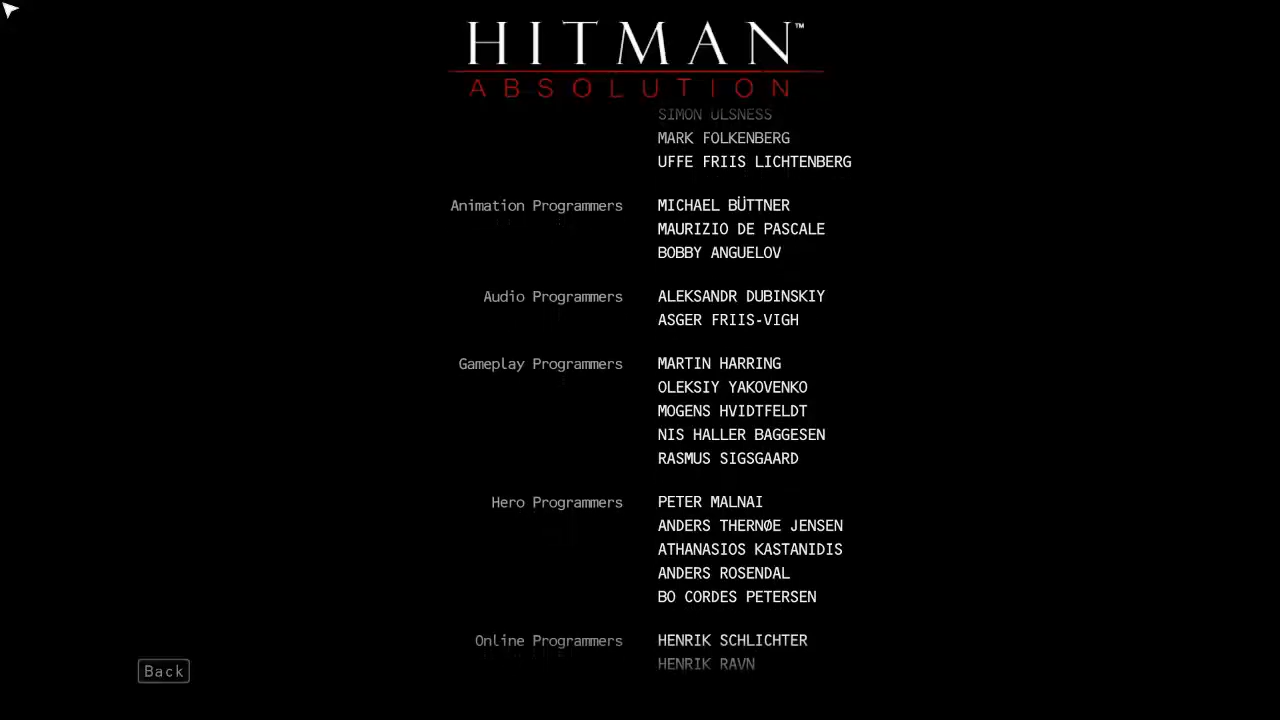 HITMAN™
ABSOLUTION
SIMON ULSNESS
MARK FOLKENBERG
UFFE FRIIS LICHTENBERG
Animation Programmers MICHAEL BÜTTNER
MAURIZIO DE PASCALE
BOBBY ANGUELOV
Audio Programmers ALEKSANDR DUBINSKIY
ASGER FRIIS-VIGH
Gameplay Programmers MARTIN HARRING
OLEKSIY YAKOVENKO
MOGENS HVIDTFELDT
NIS HALLER BAGGESEN
RASMUS SIGSGAARD
Hero Programmers PETER MALNAI
ANDERS THERNØE JENSEN
ATHANASIOS KASTANIDIS
ANDERS ROSENDAL
BO CORDES PETERSEN
Online Programmers HENRIK SCHLICHTER
HENRIK RAVN
Back